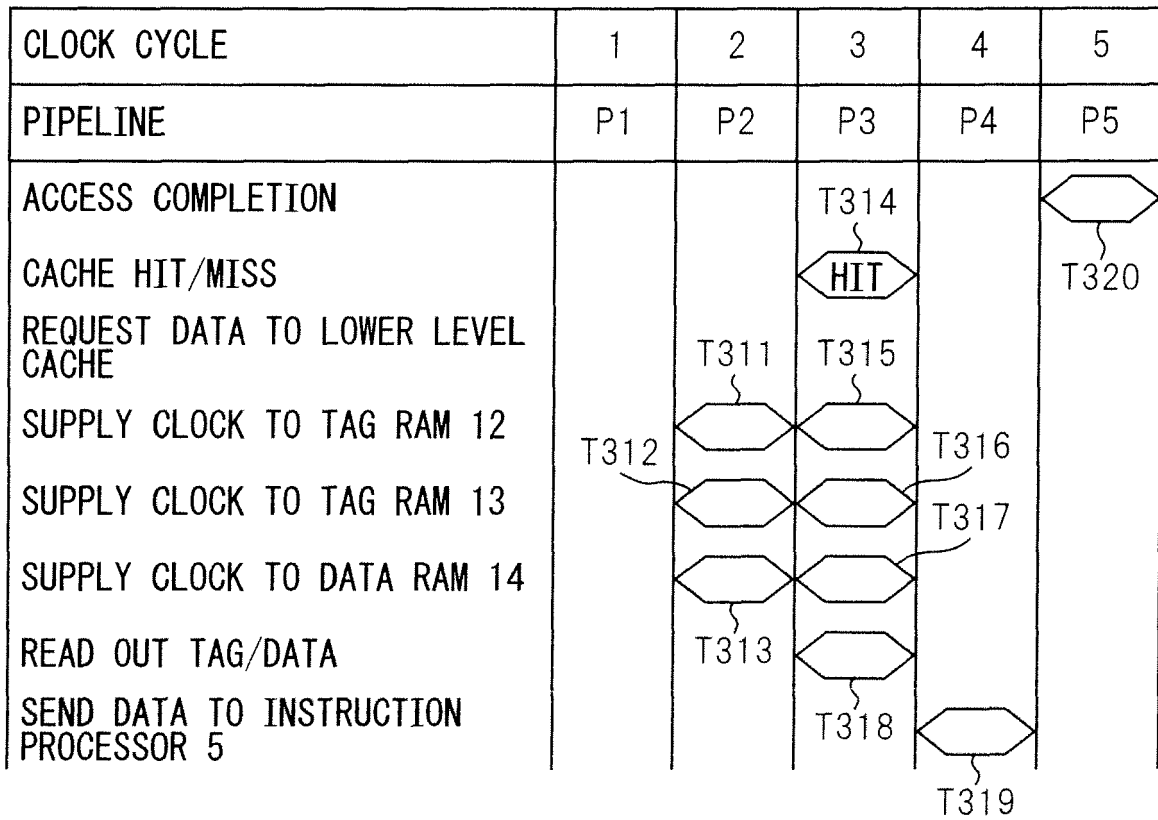 CLOCK CYCLE 1 2 3 4 5
PIPELINE P1 P2 P3 P4 P5
ACCESS COMPLETION T314
CACHE HIT/MISS HIT T320
REQUEST DATA TO LOWER LEVEL
CACHE T311 T315
SUPPLY CLOCK TO TAG RAM 12
T312 T316
SUPPLY CLOCK TO TAG RAM 13
T317
SUPPLY CLOCK TO DATA RAM 14
READ OUT TAG/DATA T313
SEND DATA TO INSTRUCTION T318
PROCESSOR 5
T319